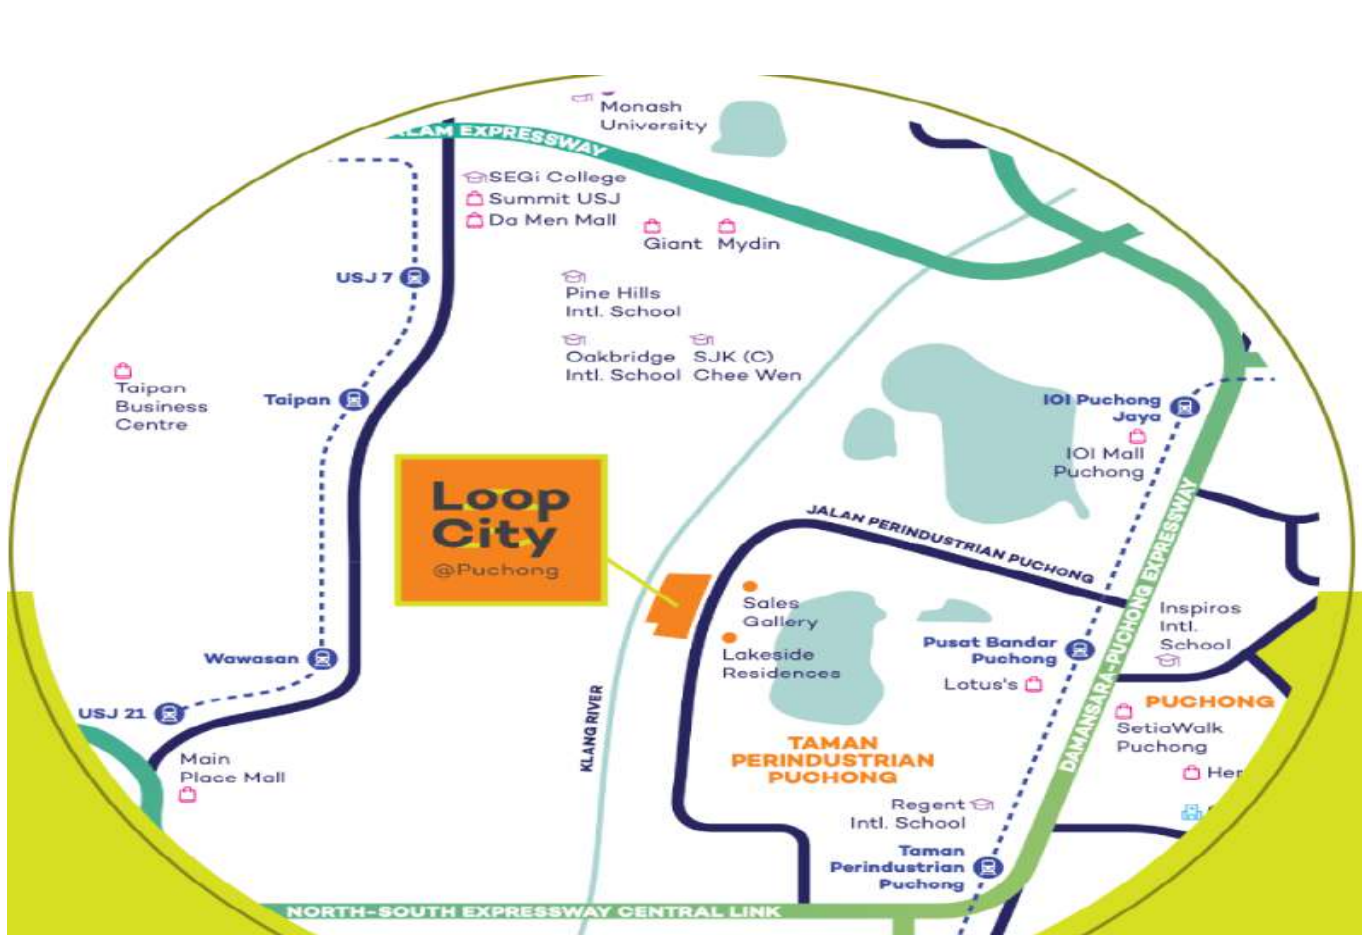 Monash
University
ALAM EXPRESSWAY
SEGi College
Summit USJ
Da Men Mall
Giant
Mydin
USJ 7
Pine Hills
Intl. School
Oakbridge
Intl. School
SJK (C)
Chee Wen
Taipan
Business
Centre
Taipan
IOI Puchong
Jaya
IOI Mall
Puchong
Loop
City
@Puchong
JALAN PERINDUSTRIAN PUCHONG
DAMANSARA-PUCHONG EXPRESSWAY
Sales
Gallery
Lakeside
Residences
Inspiros
Intl.
School
Pusat Bandar
Puchong
Lotus's
Wawasan
USJ 21
KLANG RIVER
PUCHONG
SetiaWalk
Puchong
Main
Place Mall
TAMAN
PERINDUSTRIAN
PUCHONG
Her
Regent
Intl. School
Taman
Perindustrian
Puchong
NORTH-SOUTH EXPRESSWAY CENTRAL LINK